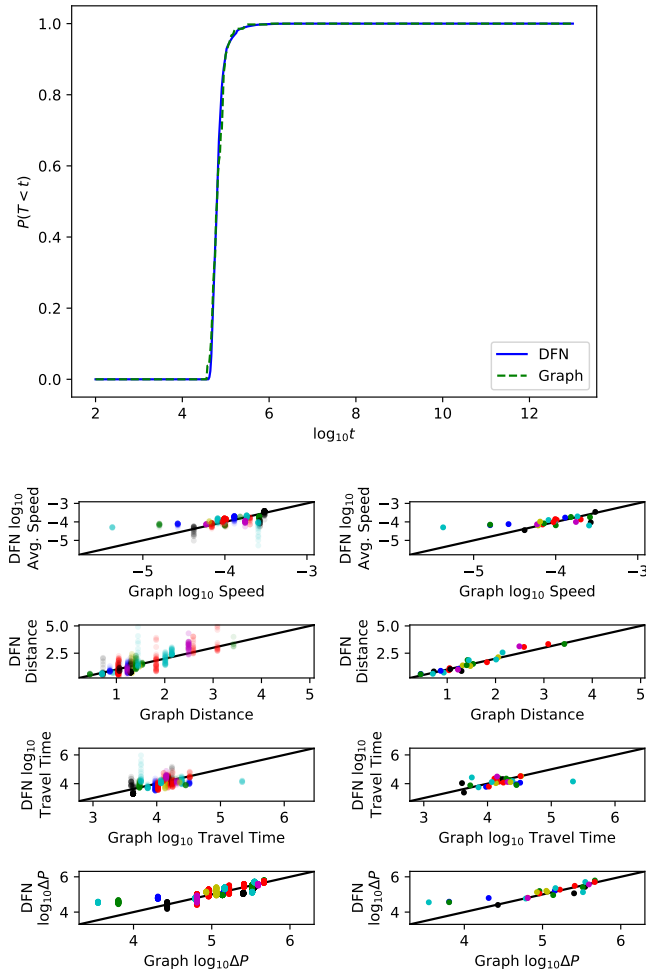 1.0
0.8
0.6
0.4
0.2
0.0
P(T < t)
2 4 6 8 10 12
log₁₀t
DFN
Graph
−3
−4
−5
DFN log₁₀
Avg. Speed
−5 −4 −3
Graph log₁₀ Speed
−3
−4
−5
DFN log₁₀
Avg. Speed
−5 −4 −3
Graph log₁₀ Speed
5.0
2.5
DFN
Distance
1 2 3 4 5
Graph Distance
5.0
2.5
DFN
Distance
1 2 3 4 5
Graph Distance
6
4
DFN log₁₀
Travel Time
3 4 5 6
Graph log₁₀ Travel Time
6
4
DFN log₁₀
Travel Time
3 4 5 6
Graph log₁₀ Travel Time
6
4
DFN
log₁₀ΔP
4 5 6
Graph log₁₀ΔP
6
4
DFN
log₁₀ΔP
4 5 6
Graph log₁₀ΔP